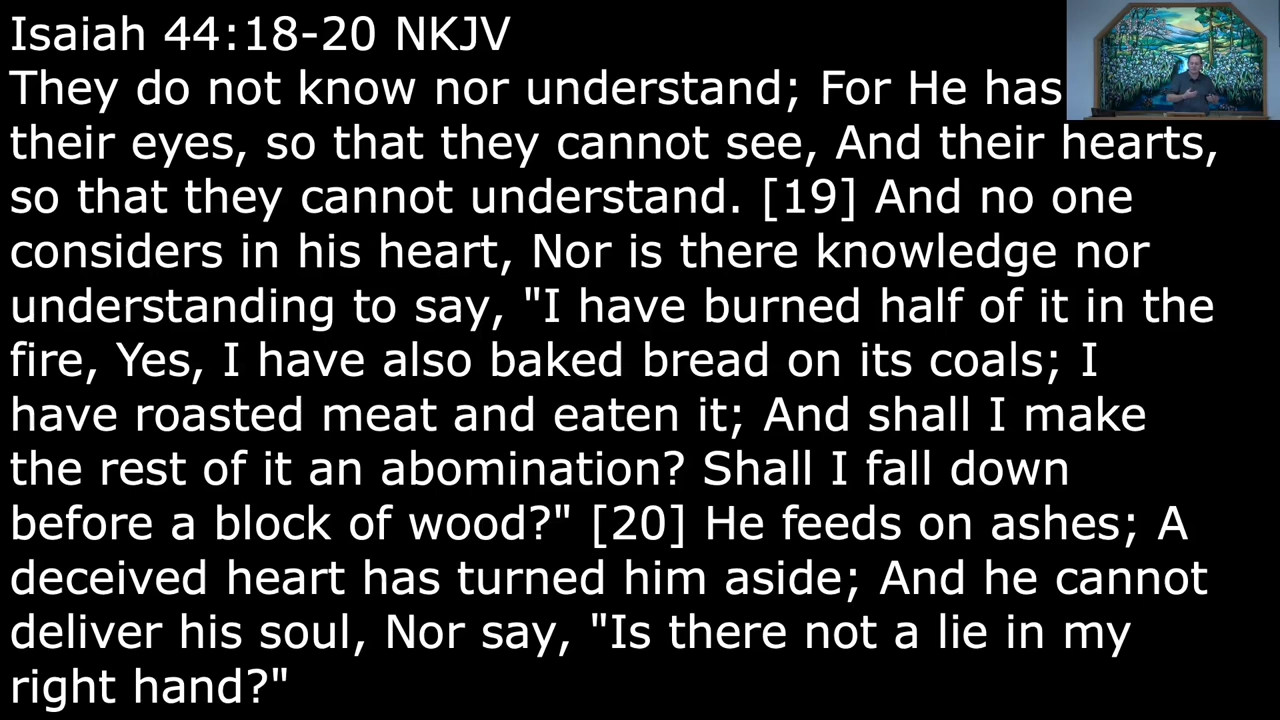 Isaiah 44:18-20 NKJV
They do not know nor understand; For He has
their eyes, so that they cannot see, And their hearts,
so that they cannot understand. [19] And no one
considers in his heart, Nor is there knowledge nor
understanding to say, "I have burned half of it in the
fire, Yes, I have also baked bread on its coals; I
have roasted meat and eaten it; And shall I make
the rest of it an abomination? Shall I fall down
before a block of wood?" [20] He feeds on ashes; A
deceived heart has turned him aside; And he cannot
deliver his soul, Nor say, "Is there not a lie in my
right hand?"